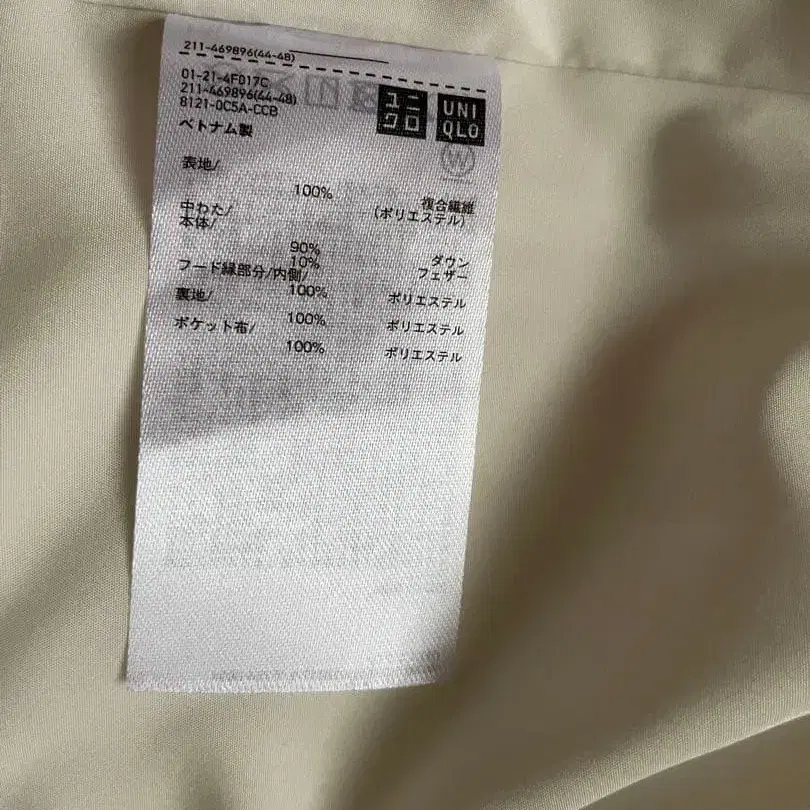 211-469896(44-48)
01-21-4F017C
211-469896(44-48)
8121-0C5A-CCB
ユニ
クロ
UNI
QLO
ベトナム製
W
表地/
100% 複合繊維
(ポリエステル)
中わた/
本体/
90% ダウン
10% フェザー
フード縁部分/内側/
100% ポリエステル
裏地/
100% ポリエステル
ポケット布/
100% ポリエステル